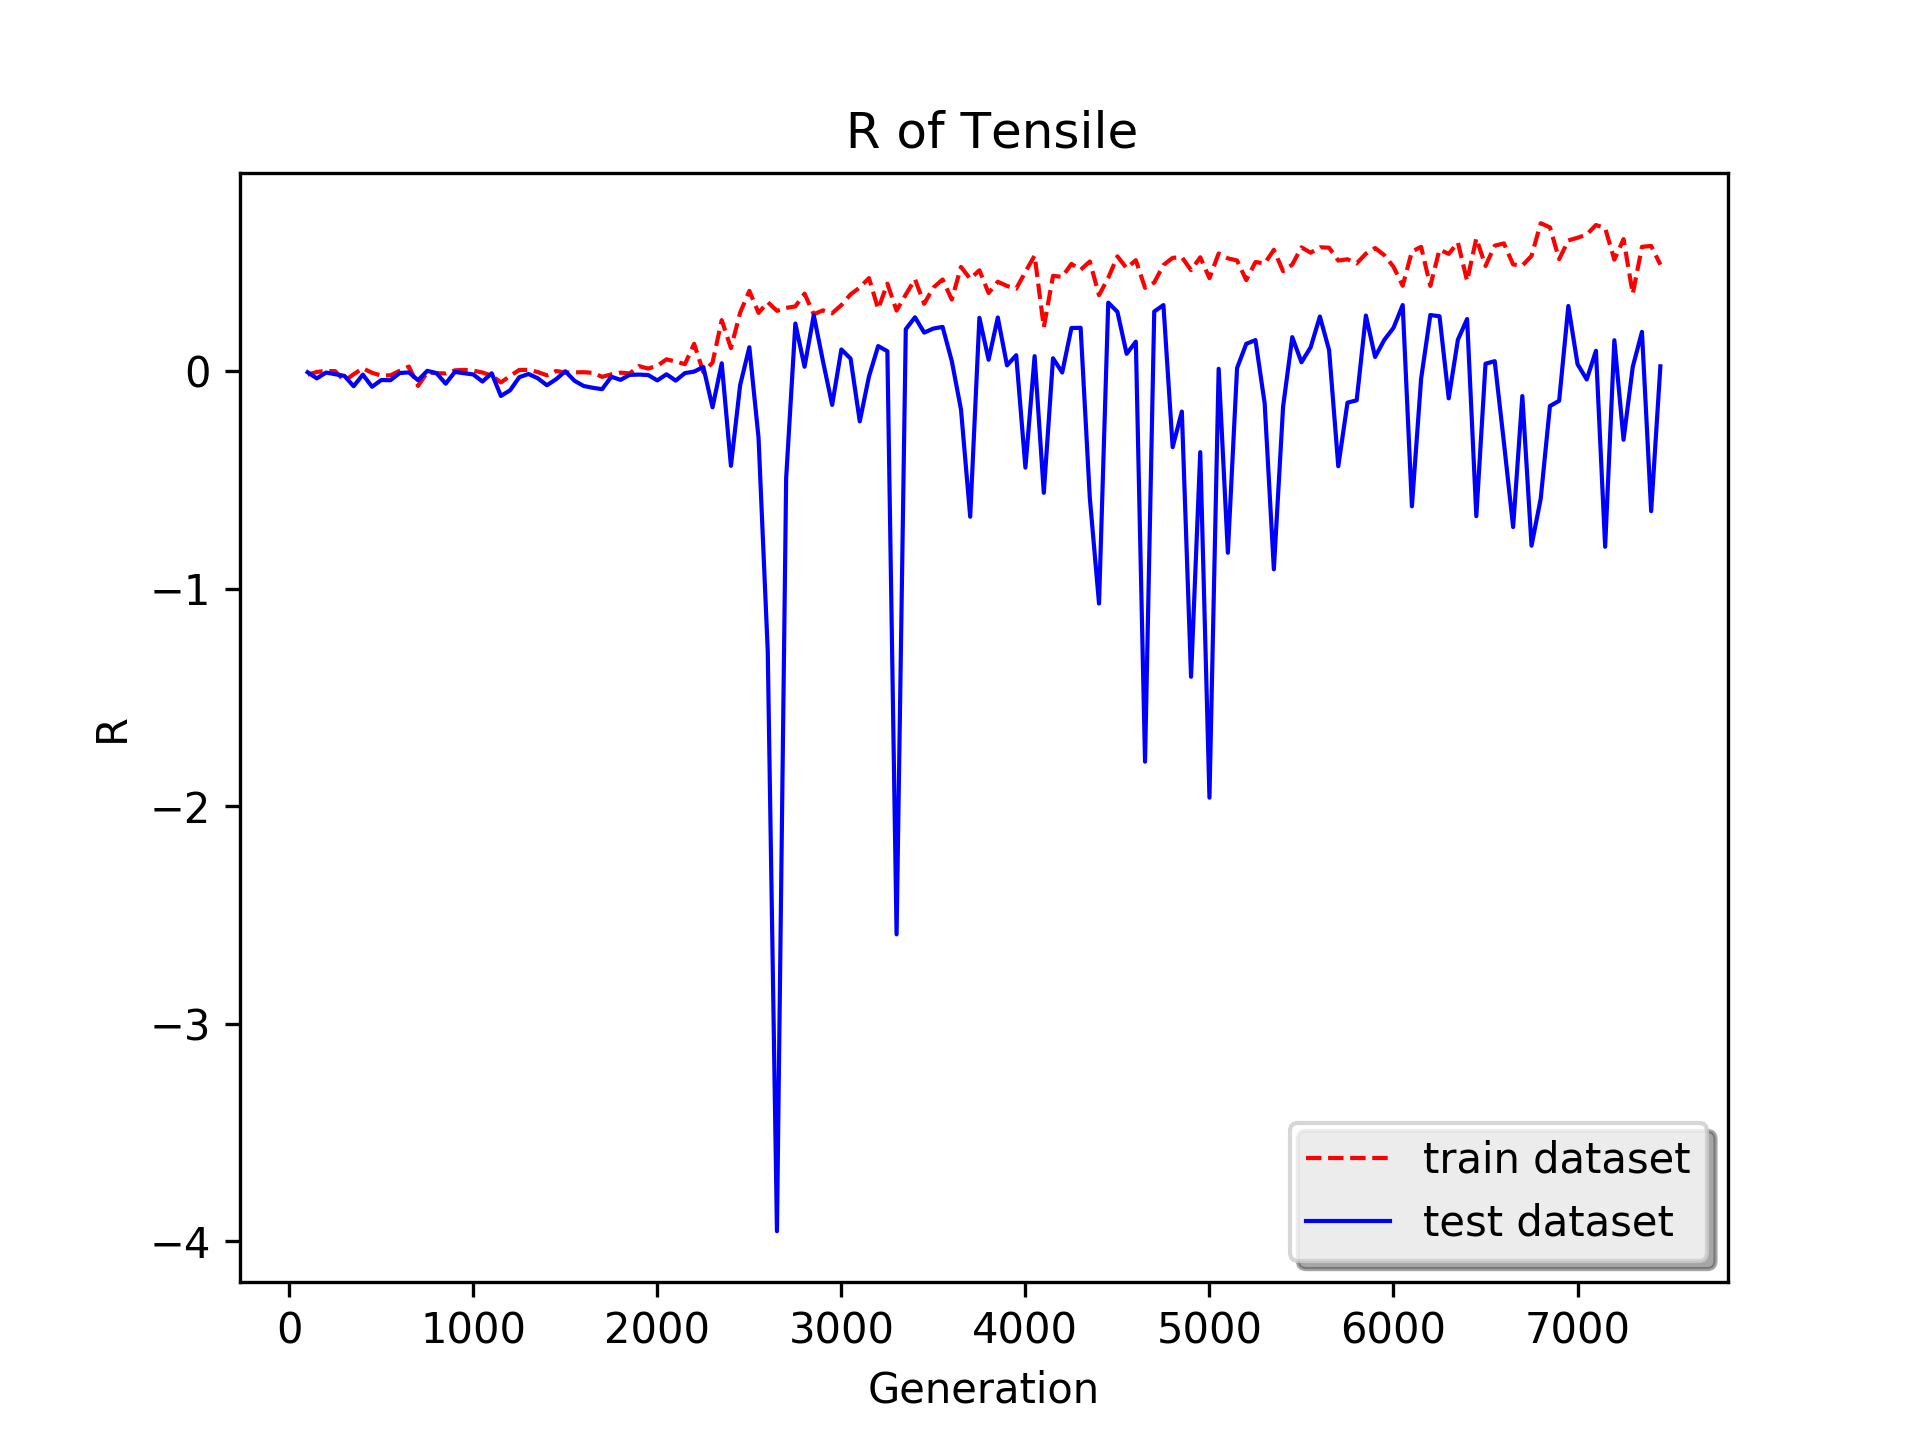 R of Tensile
R
0
−1
−2
−3
−4
train dataset
test dataset
0 1000 2000 3000 4000 5000 6000 7000
Generation